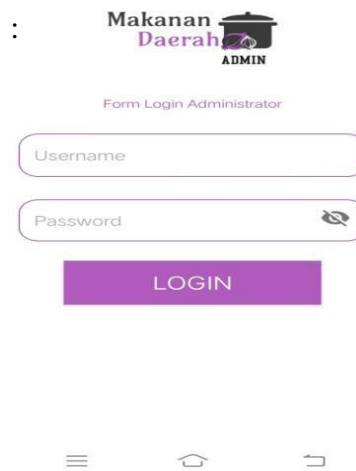 :
Makanan
Daerah
ADMIN
Form Login Administrator
Username
Password
LOGIN